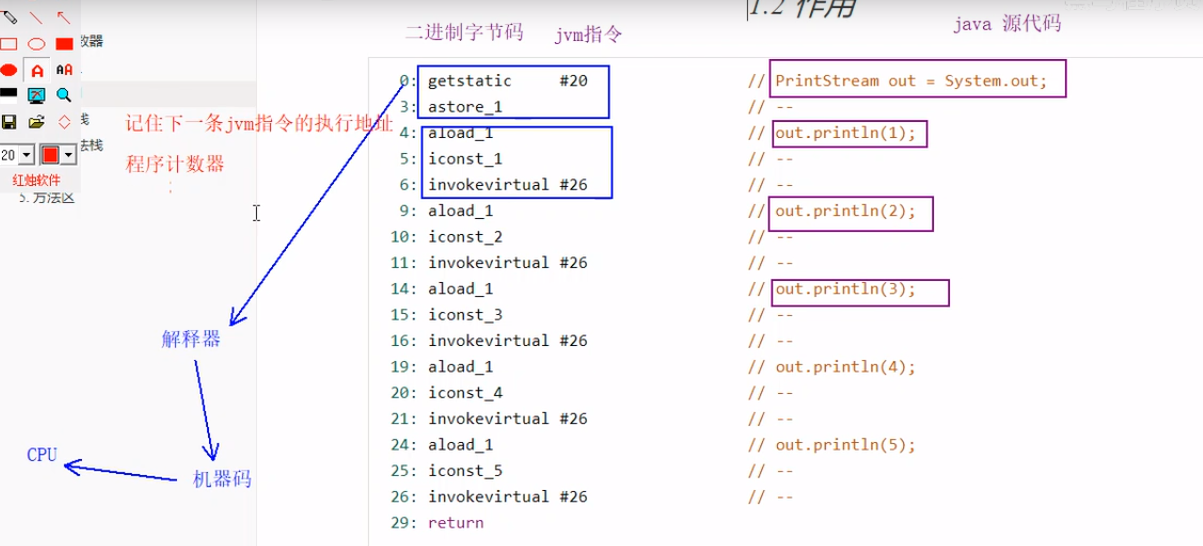 1.2 作用
二进制字节码 jvm指令 java 源代码
数器
栈
法栈
20
红烛软件
5. 方法区
记住下一条jvm指令的执行地址
程序计数器
;
解释器
机器码
CPU
0: getstatic #20 // PrintStream out = System.out;
3: astore_1 // --
4: aload_1 // out.println(1);
5: iconst_1 // --
6: invokevirtual #26 // --
9: aload_1 // out.println(2);
10: iconst_2 // --
11: invokevirtual #26 // --
14: aload_1 // out.println(3);
15: iconst_3 // --
16: invokevirtual #26 // --
19: aload_1 // out.println(4);
20: iconst_4 // --
21: invokevirtual #26 // --
24: aload_1 // out.println(5);
25: iconst_5 // --
26: invokevirtual #26 // --
29: return